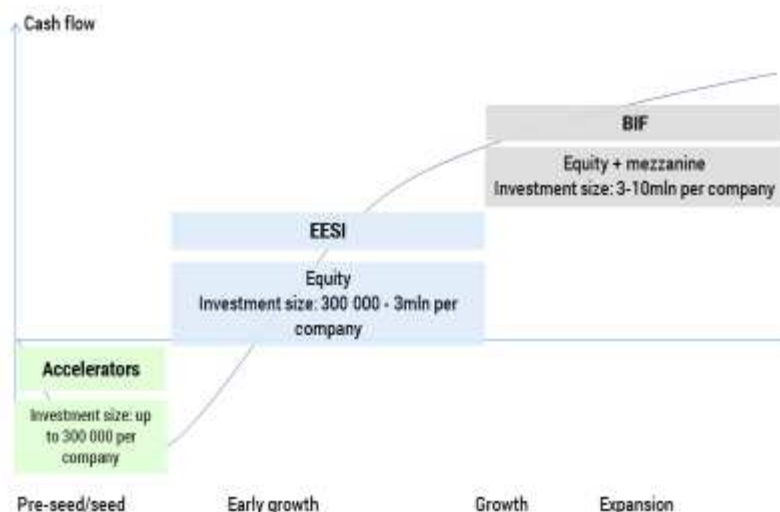 Cash flow
BIF
Equity + mezzanine
Investment size: 3-10mln per company
EESI
Equity
Investment size: 300 000 - 3mln per
company
Accelerators
Investment size: up
to 300 000 per
company
Pre-seed/seed
Early growth
Growth
Expansion